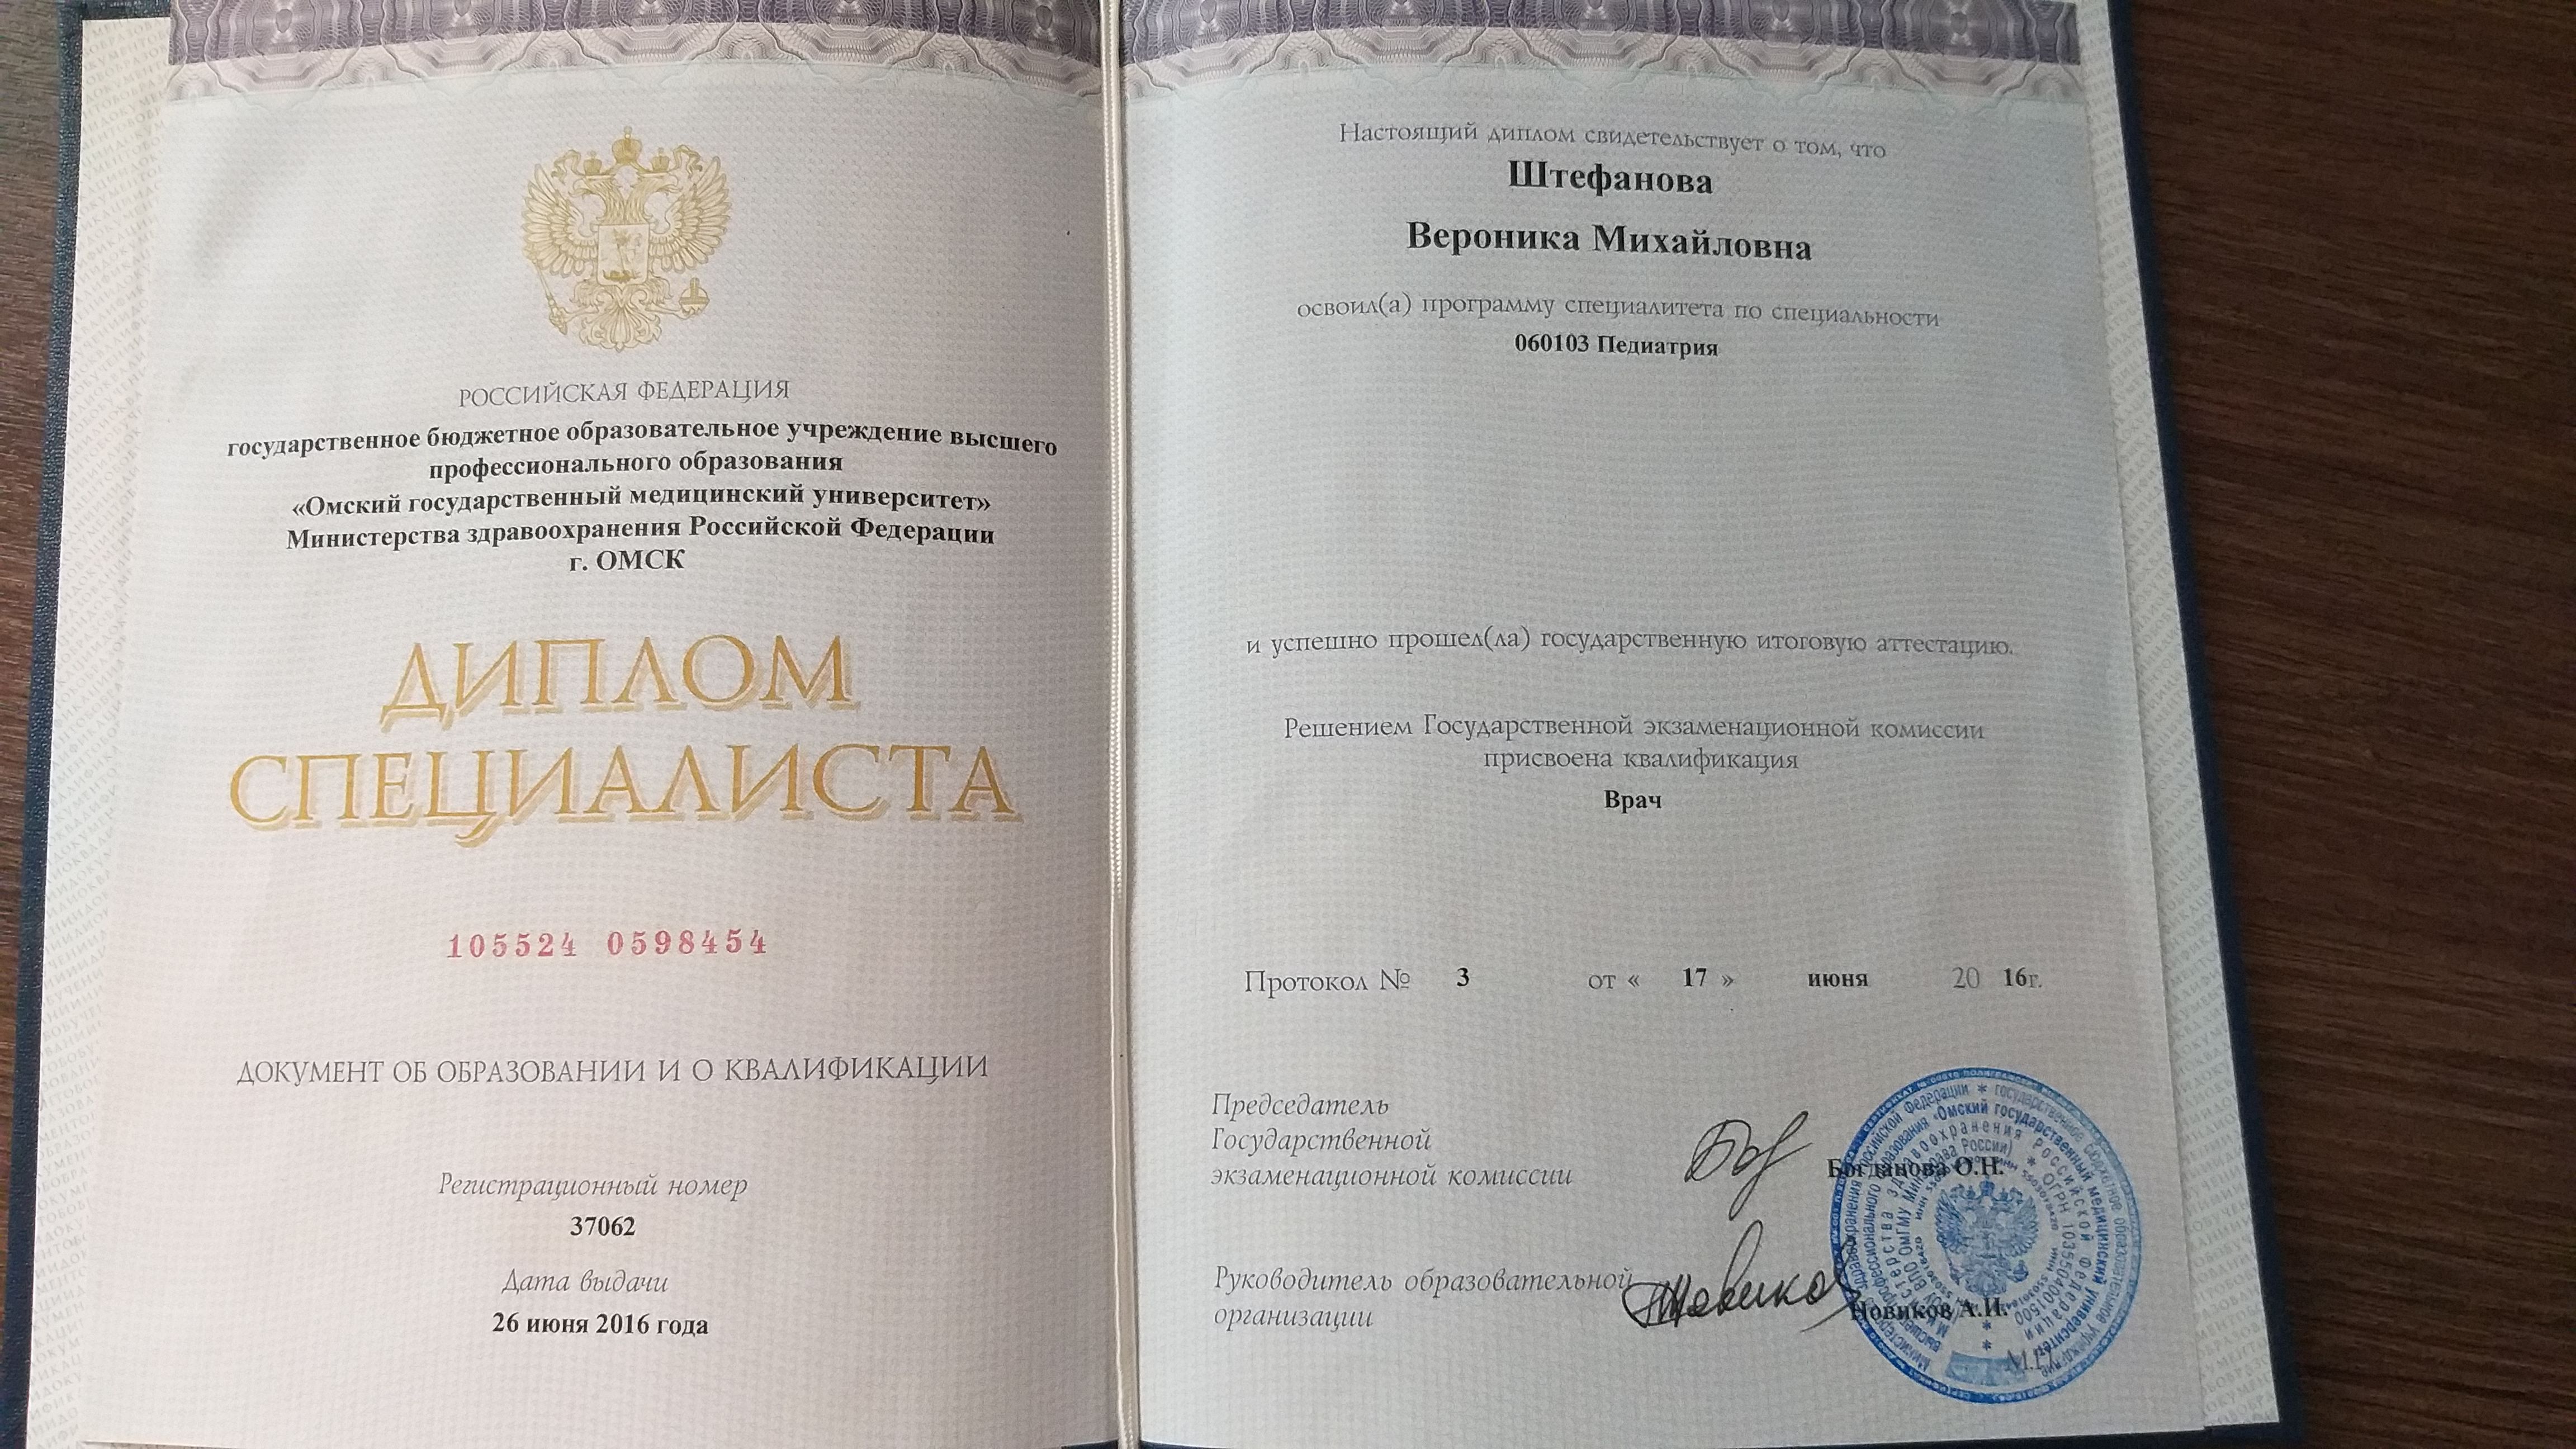 РОССИЙСКАЯ ФЕДЕРАЦИЯ
государственное бюджетное образовательное учреждение высшего
профессионального образования
«Омский государственный медицинский университет»
Министерства здравоохранения Российской Федерации
г. ОМСК
ДИПЛОМ
СПЕЦИАЛИСТА
105524 0598454
ДОКУМЕНТ ОБ ОБРАЗОВАНИИ И О КВАЛИФИКАЦИИ
Регистрационный номер
37062
Дата выдачи
26 июня 2016 года
Настоящий диплом свидетельствует о том, что
Штефанова
Вероника Михайловна
освоил(а) программу специалитета по специальности
060103 Педиатрия
и успешно прошел(ла) государственную итоговую аттестацию.
Решением Государственной экзаменационной комиссии
присвоена квалификация
Врач
Протокол № 3 от « 17 » июня 20 16г.
Председатель
Государственной
экзаменационной комиссии
Богданова О.Н.
Руководитель образовательной
организации
Новиков А.И.
М.П.